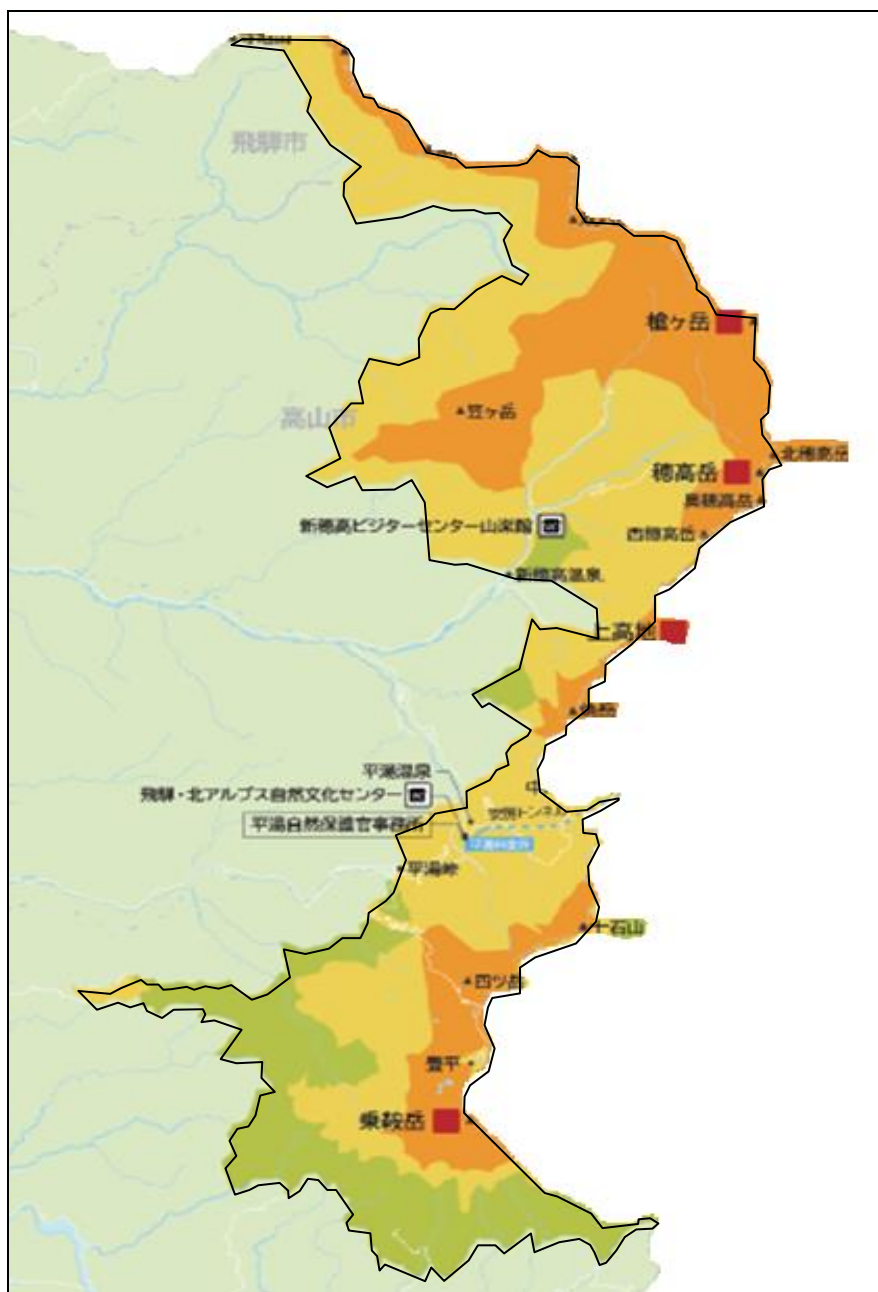 飛騨市
槍ヶ岳
高山市
笠ヶ岳
北穂高岳
穂高岳
奥穂高岳
新穂高ビジターセンター山楽館
西穂高岳
新穂高温泉
上高地
焼岳
平湯温泉
中
飛騨・北アルプス自然文化センター
安房トンネル
平湯自然保護官事務所
平湯峠
十石山
四ツ岳
畳平
乗鞍岳